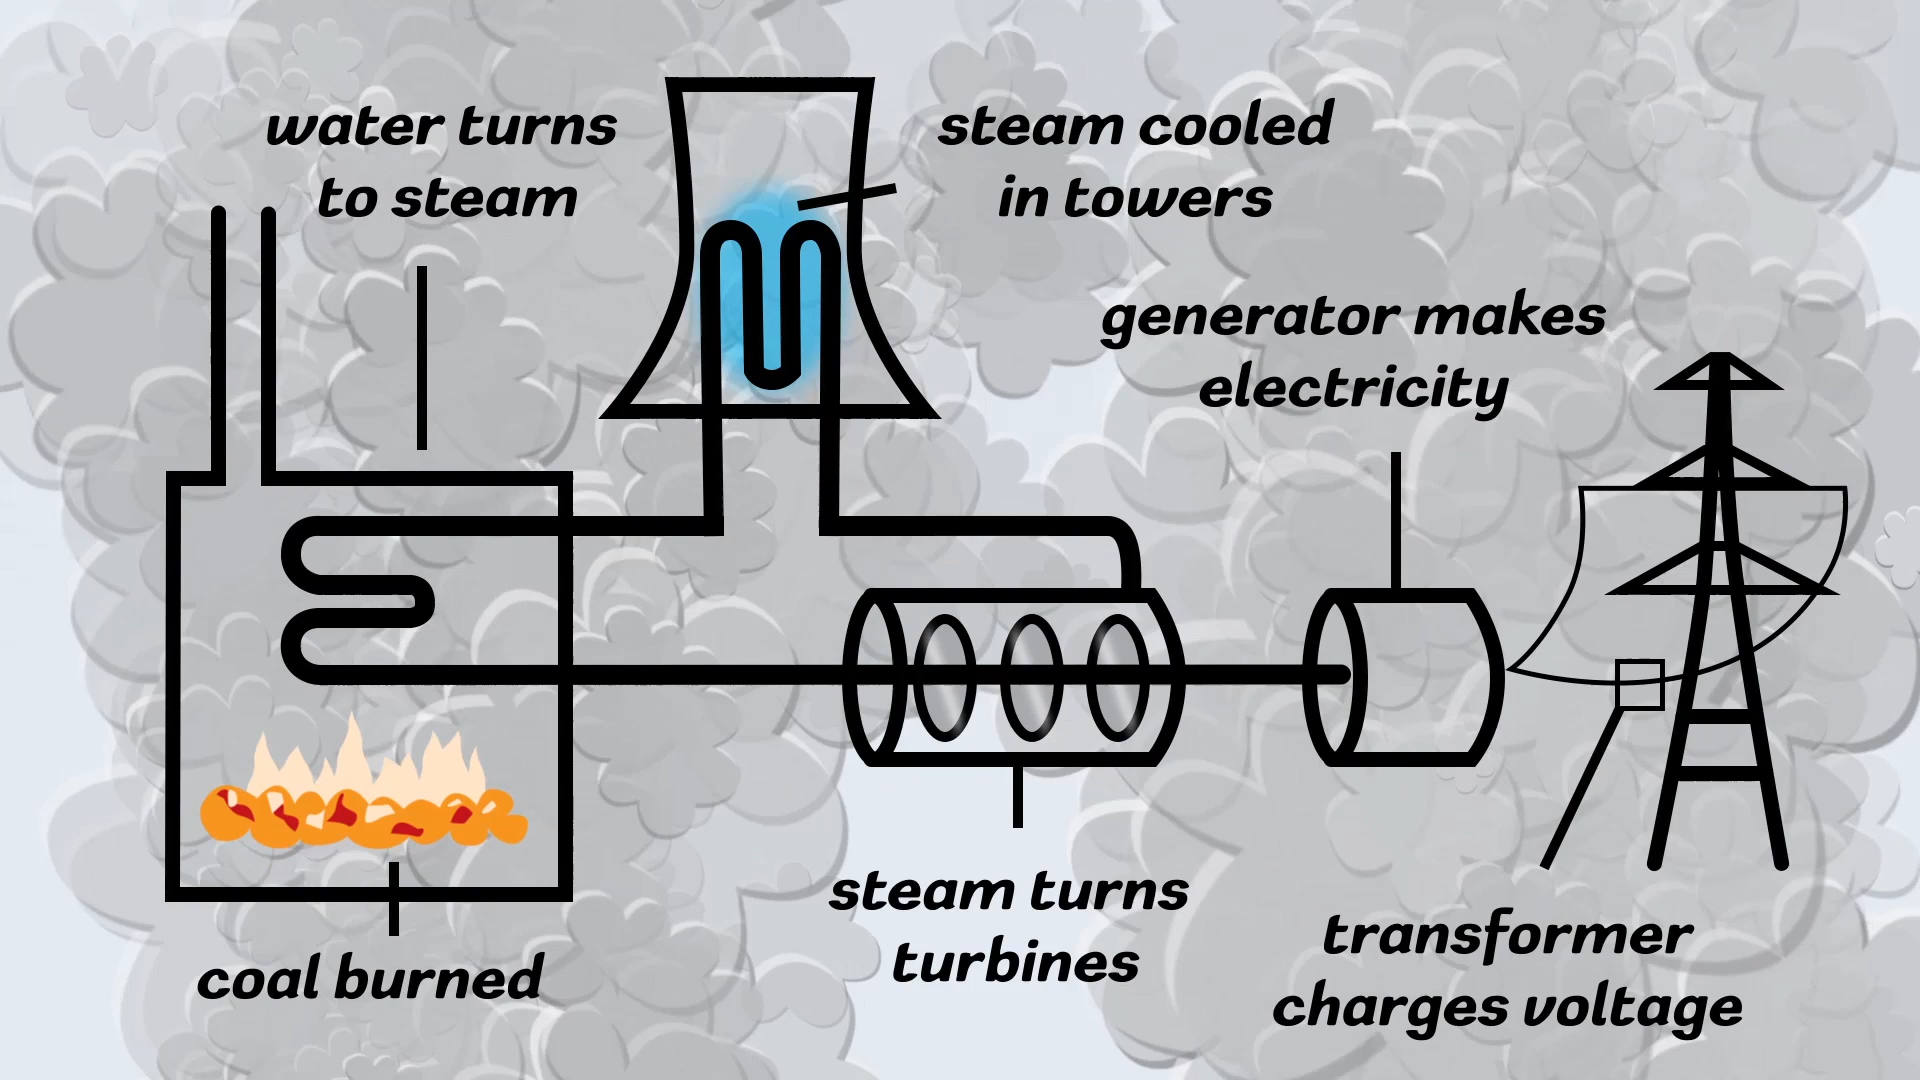 water turns
to steam
steam cooled
in towers
generator makes
electricity
steam turns
turbines
transformer
charges voltage
coal burned